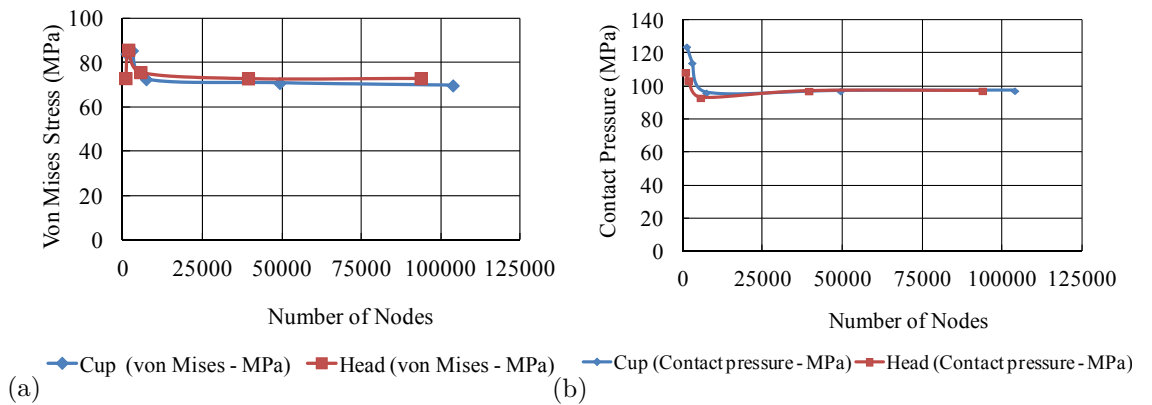 100
80
60
40
20
0
Von Mises Stress (MPa)
0 25000 50000 75000 100000 125000
Number of Nodes
Cup (von Mises - MPa) Head (von Mises - MPa)
(a)
140
120
100
80
60
40
20
0
Contact Pressure (MPa)
0 25000 50000 75000 100000 125000
Number of Nodes
Cup (Contact pressure - MPa) Head (Contact pressure - MPa)
(b)